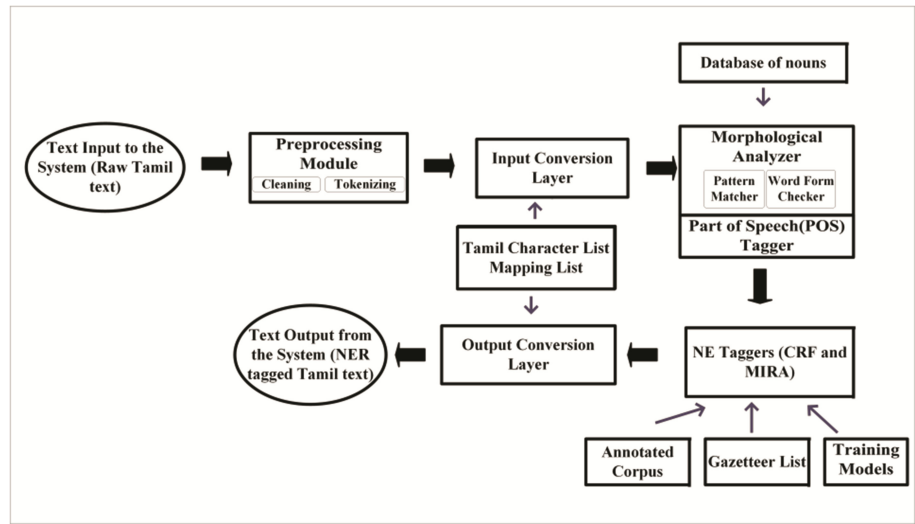 Database of nouns
Text Input to the
System (Raw Tamil
text)
Preprocessing
Module
Cleaning
Tokenizing
Input Conversion
Layer
Morphological
Analyzer
Pattern
Matcher
Word Form
Checker
Part of Speech(POS)
Tagger
Tamil Character List
Mapping List
Text Output from
the System (NER
tagged Tamil text)
Output Conversion
Layer
NE Taggers (CRF and
MIRA)
Annotated
Corpus
Gazetteer List
Training
Models